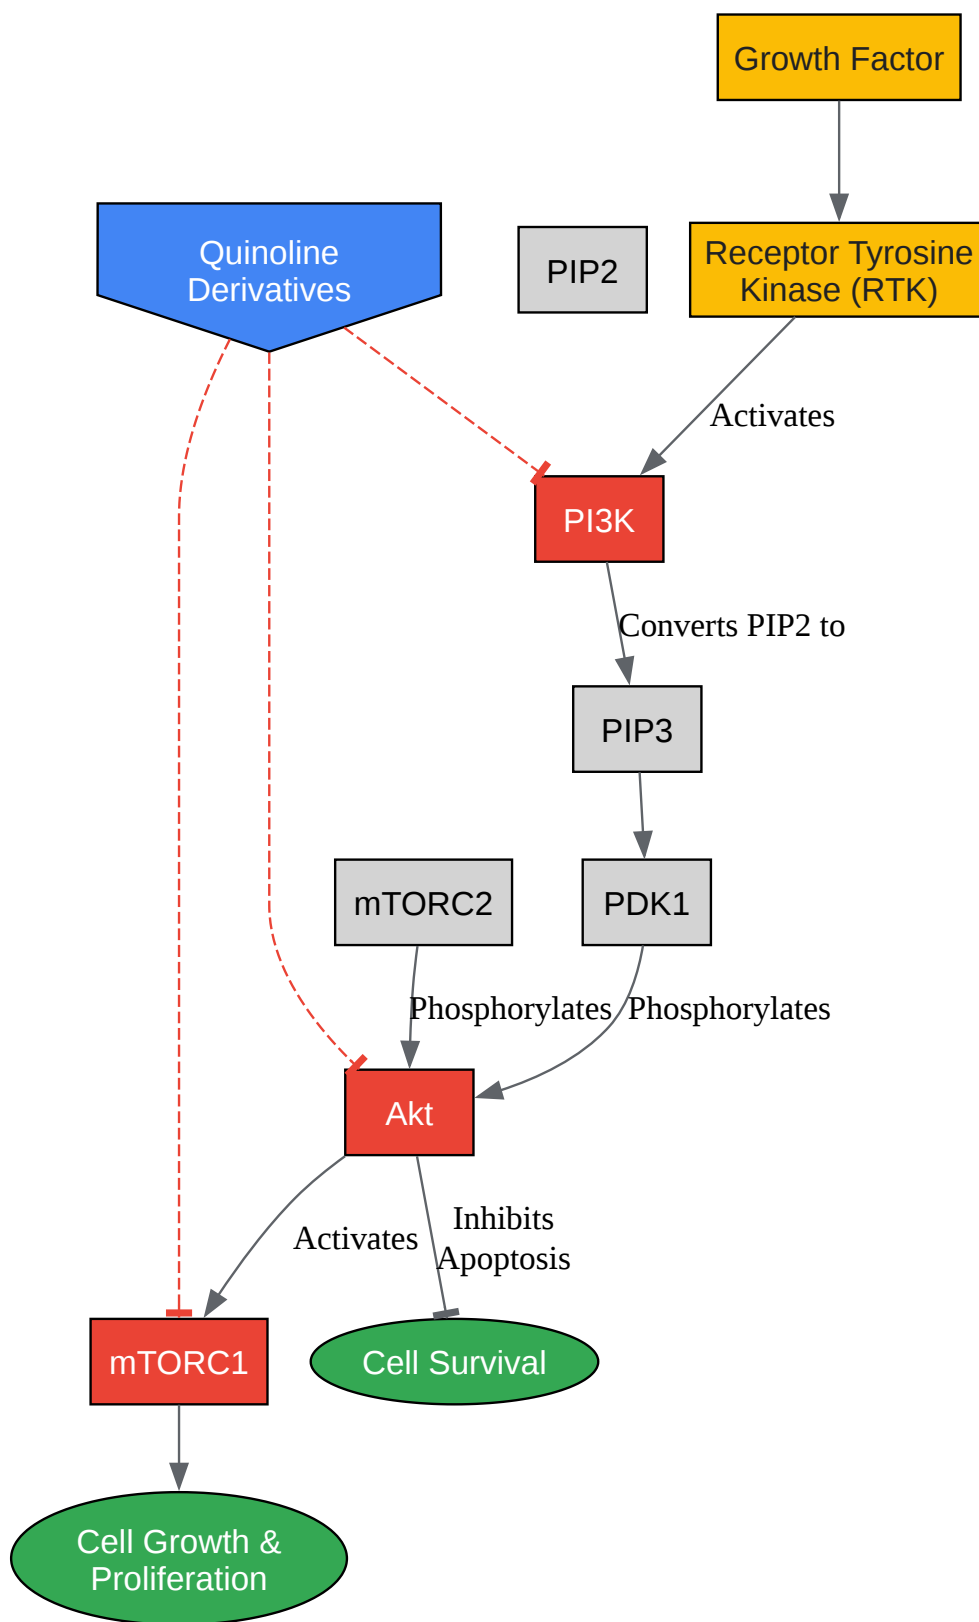 Growth Factor
Quinoline
Derivatives
PIP2
Receptor Tyrosine
Kinase (RTK)
Activates
PI3K
Converts PIP2 to
PIP3
mTORC2
PDK1
Phosphorylates
Phosphorylates
Akt
Activates
Inhibits
Apoptosis
mTORC1
Cell Survival
Cell Growth &
Proliferation